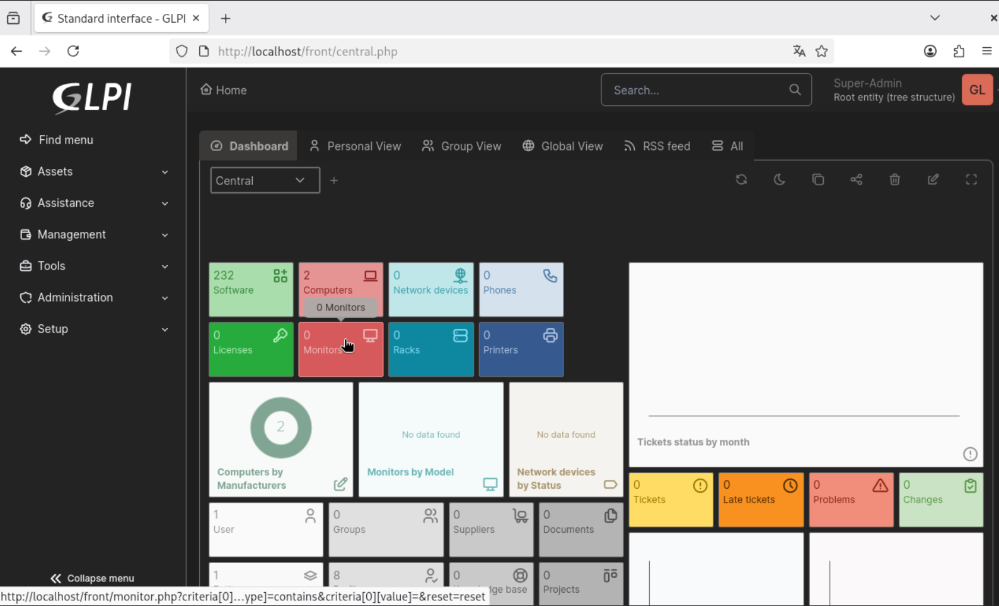 Standard interface - GLPI
http://localhost/front/central.php
GLPI
Home
Search...
Super-Admin
Root entity (tree structure)
GL
Find menu
Assets
Assistance
Management
Tools
Administration
Setup
Collapse menu
Dashboard
Personal View
Group View
Global View
RSS feed
All
Central
232
Software
2
Computers
0
Network devices
0
Phones
0 Monitors
0
Licenses
0
Monitors
0
Racks
0
Printers
2
Computers by
Manufacturers
No data found
Monitors by Model
No data found
Network devices
by Status
Tickets status by month
0
Tickets
0
Late tickets
0
Problems
0
Changes
1
User
0
Groups
0
Suppliers
0
Documents
1
8
0
base
0
Projects
http://localhost/front/monitor.php?criteria[0]...ype]=contains&criteria[0][value]=&reset=reset